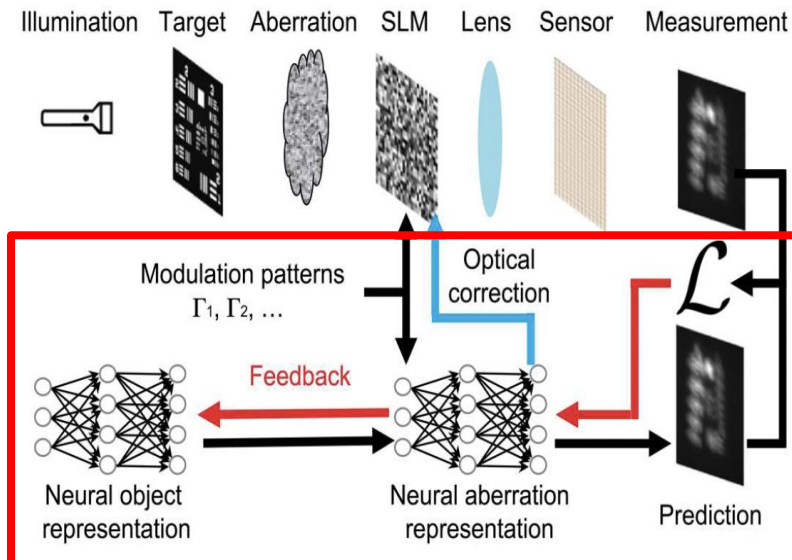 Illumination Target Aberration SLM Lens Sensor Measurement
Modulation patterns
Γ₁, Γ₂, ...
Optical
correction
ℒ
Feedback
Neural object
representation
Neural aberration
representation
Prediction